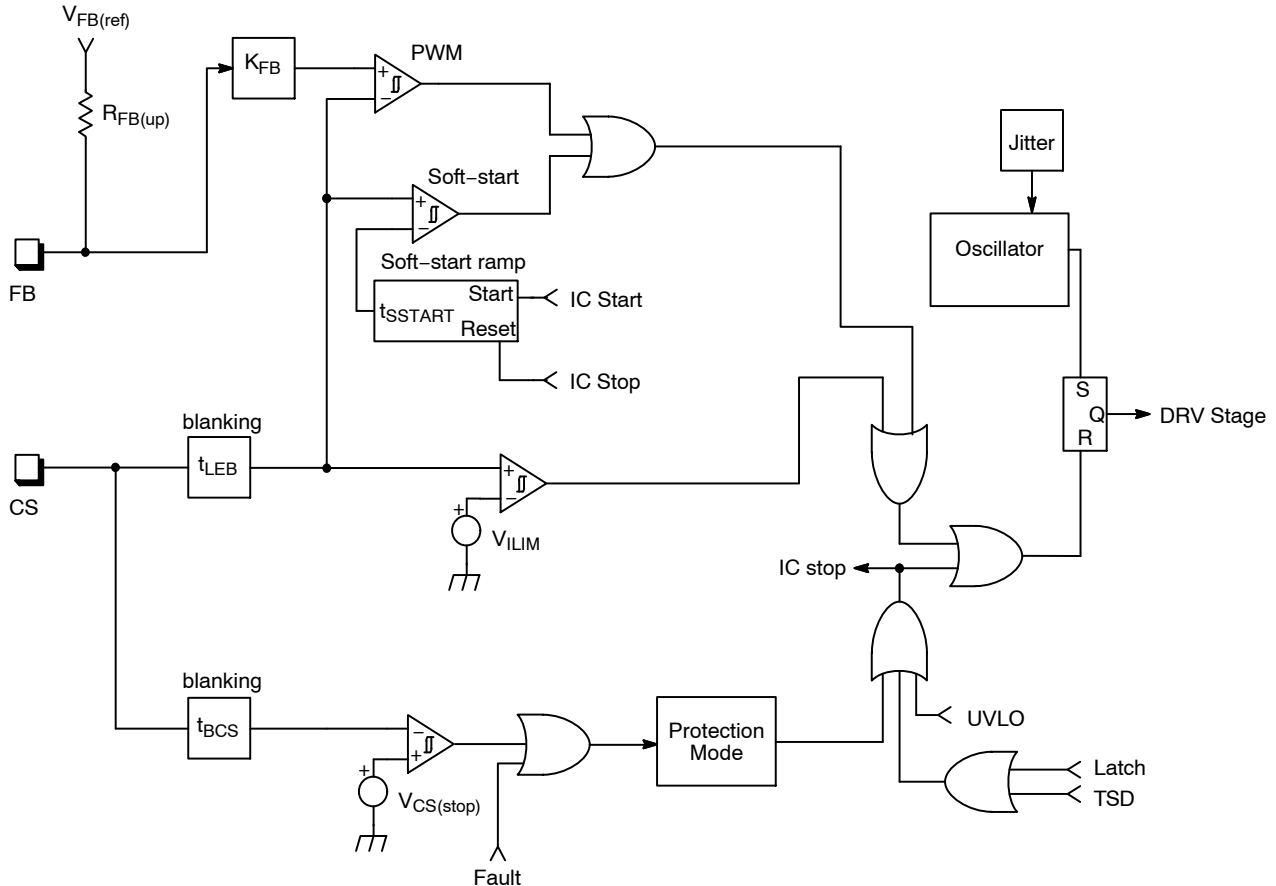 VFB(ref)
RFB(up)
FB
KFB
+
−
PWM
Soft−start
+
−
Soft−start ramp
tSSTART
Start
Reset
IC Start
IC Stop
Jitter
Oscillator
S
Q
R
DRV Stage
CS
blanking
tLEB
+
−
+
VILIM
IC stop
blanking
tBCS
−
+
+
VCS(stop)
Fault
Protection
Mode
UVLO
Latch
TSD